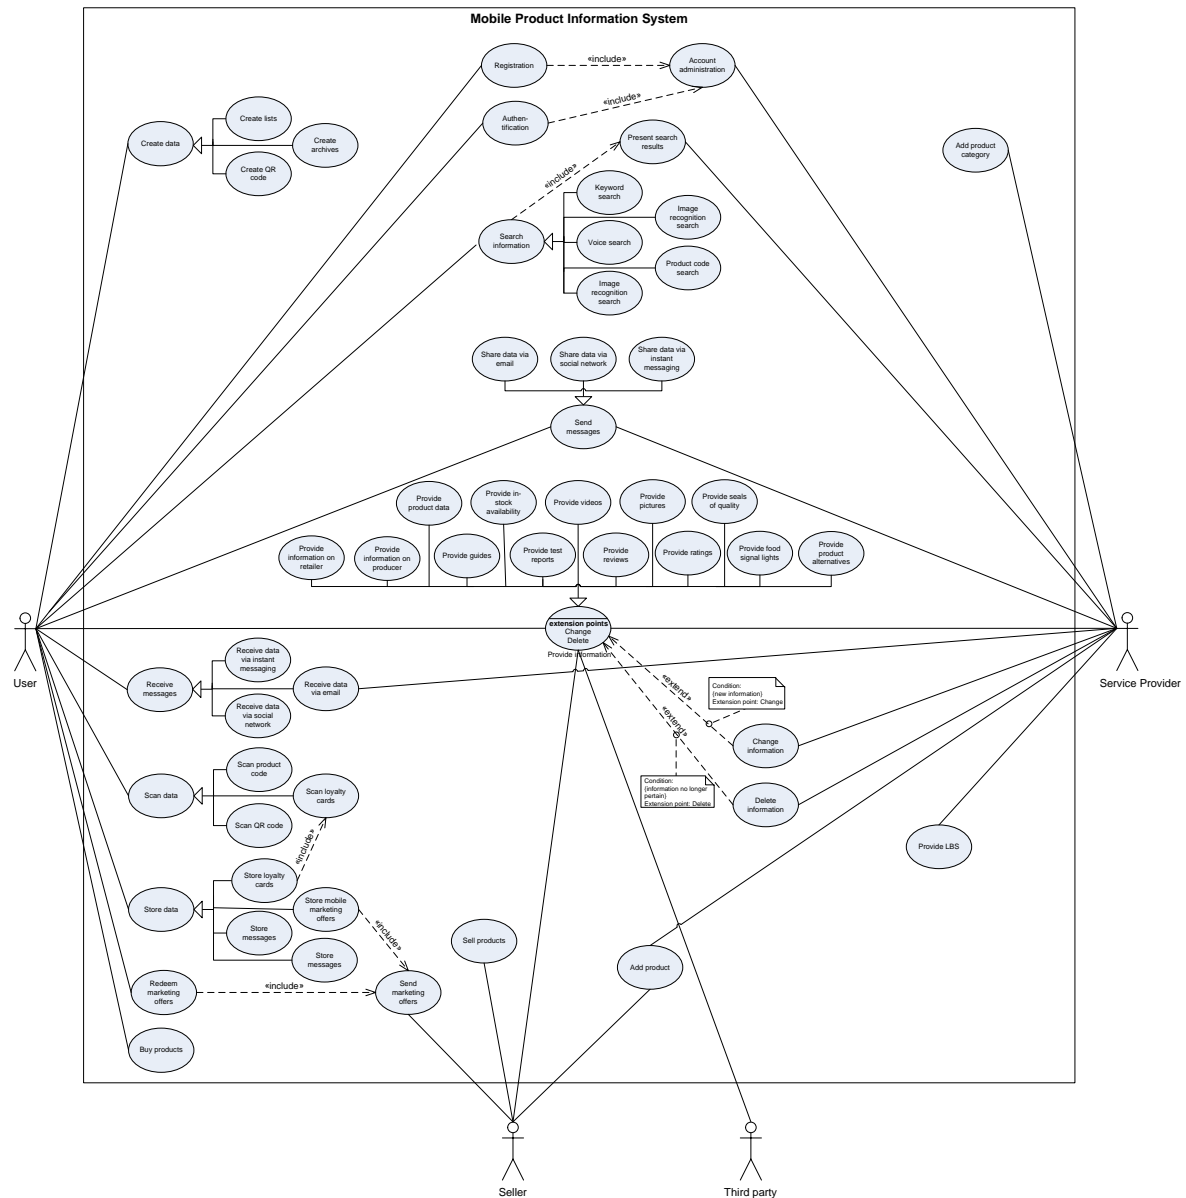 Mobile Product Information System
Registration
«include»
Account
administration
Authen-
tification
«include»
Create lists
Create data
Create
archives
Create QR
code
Present search
results
Add product
category
«include»
Keyword
search
Image
recognition
search
Search
information
Voice search
Product code
search
Image
recognition
search
Share data via
email
Share data via
social network
Share data via
instant
messaging
Send
messages
Provide
product data
Provide in-
stock
availability
Provide videos
Provide
pictures
Provide seals
of quality
Provide
information on
retailer
Provide
information on
producer
Provide guides
Provide test
reports
Provide
reviews
Provide ratings
Provide food
signal lights
Provide
product
alternatives
extension points
Change
Delete
Provide information
User
Service Provider
Receive data
via instant
messaging
Receive
messages
Receive data
via email
Receive data
via social
network
«extend»
Condition:
{new information}
Extension point: Change
«extend»
Change
information
Condition:
{information no longer
pertain}
Extension point: Delete
Delete
information
Scan product
code
Scan data
Scan loyalty
cards
Scan QR code
«include»
Provide LBS
Store loyalty
cards
Store data
Store mobile
marketing
offers
Store
messages
Store
messages
«include»
Sell products
Add product
Redeem
marketing
offers
«include»
Send
marketing
offers
Buy products
Seller
Third party